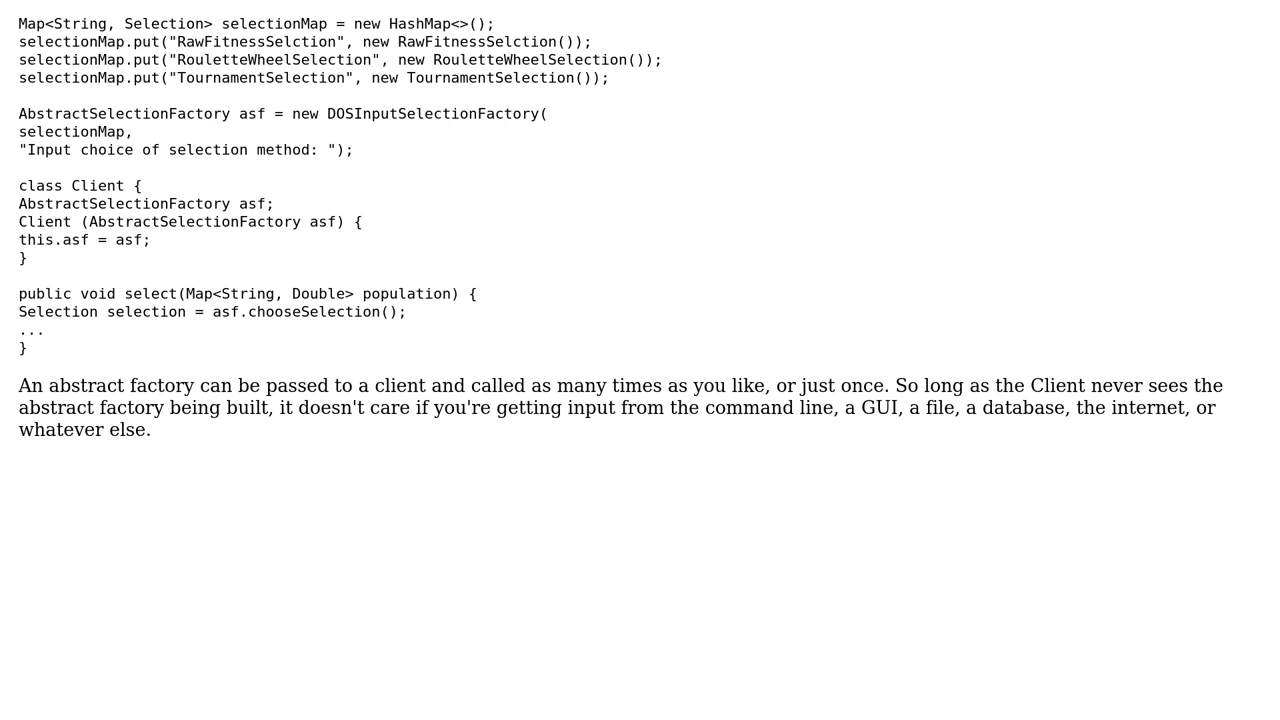 Map<String, Selection> selectionMap = new HashMap<>();
selectionMap.put("RawFitnessSelction", new RawFitnessSelction());
selectionMap.put("RouletteWheelSelection", new RouletteWheelSelection());
selectionMap.put("TournamentSelection", new TournamentSelection());

AbstractSelectionFactory asf = new DOSInputSelectionFactory(
selectionMap,
"Input choice of selection method: ");

class Client {
AbstractSelectionFactory asf;
Client (AbstractSelectionFactory asf) {
this.asf = asf;
}

public void select(Map<String, Double> population) {
Selection selection = asf.chooseSelection();
...
}

An abstract factory can be passed to a client and called as many times as you like, or just once. So long as the Client never sees the
abstract factory being built, it doesn't care if you're getting input from the command line, a GUI, a file, a database, the internet, or
whatever else.